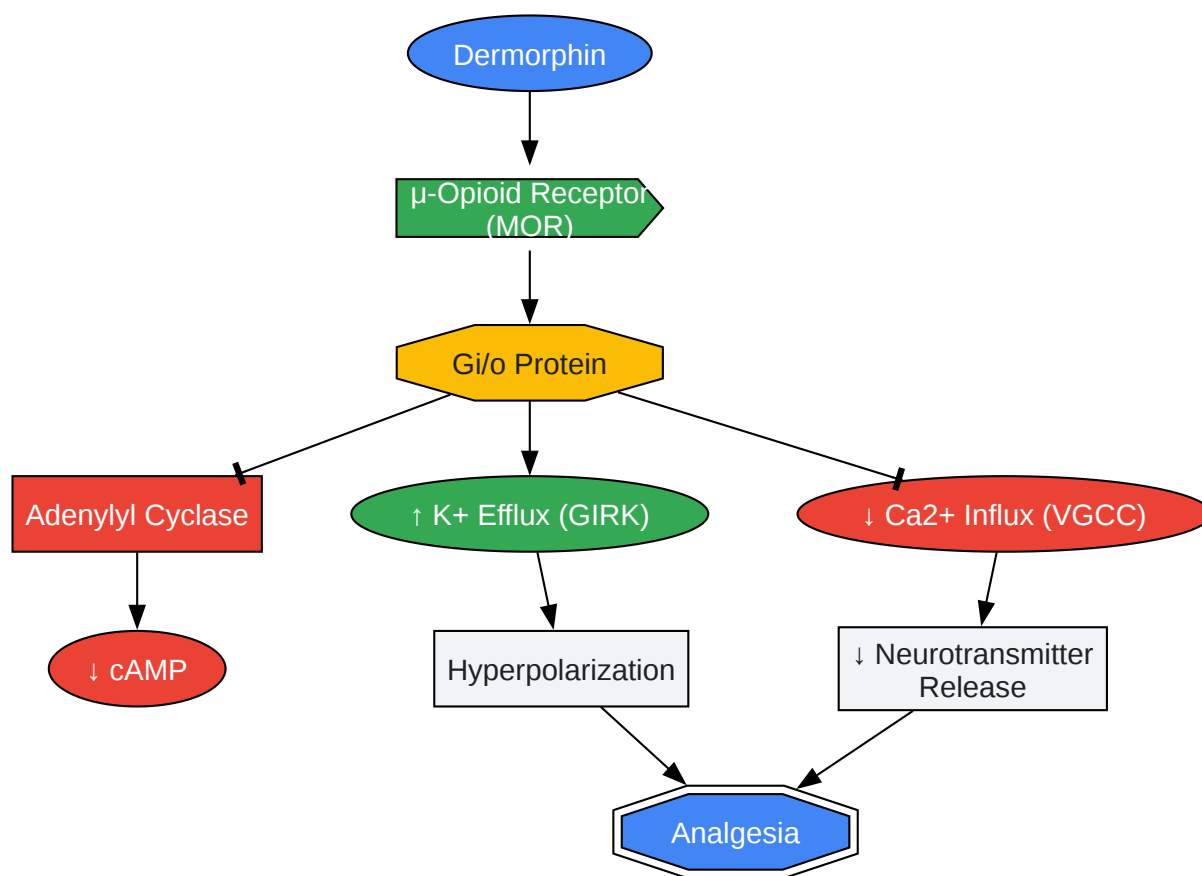 Dermorphin
μ-Opioid Receptor
(MOR)
Gi/o Protein
Adenylyl Cyclase
↑ K+ Efflux (GIRK)
↓ Ca2+ Influx (VGCC)
↓ cAMP
Hyperpolarization
↓ Neurotransmitter
Release
Analgesia